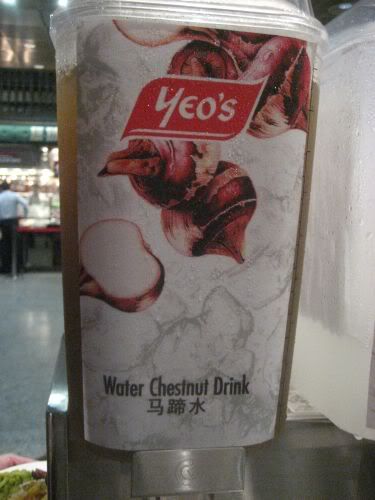 YEO'S
Water Chestnut Drink
马蹄水